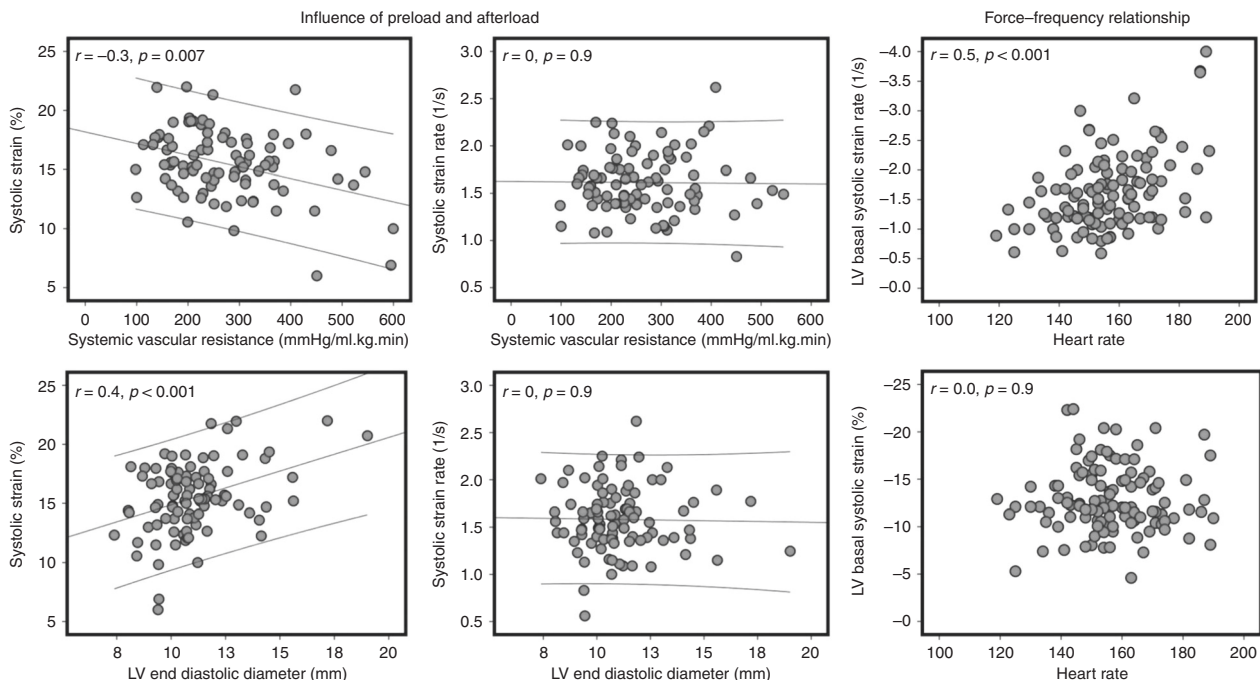 Influence of preload and afterload
Force–frequency relationship
r = –0.3, p = 0.007
25
20
15
10
5
Systolic strain (%)
0 100 200 300 400 500 600
Systemic vascular resistance (mmHg/ml.kg.min)
r = 0, p = 0.9
3.0
2.5
2.0
1.5
1.0
0.5
Systolic strain rate (1/s)
0 100 200 300 400 500 600
Systemic vascular resistance (mmHg/ml.kg.min)
r = 0.5, p < 0.001
–4.0
–3.5
–3.0
–2.5
–2.0
–1.5
–1.0
–0.5
–0.0
LV basal systolic strain rate (1/s)
100 120 140 160 180 200
Heart rate
r = 0.4, p < 0.001
25
20
15
10
5
Systolic strain (%)
8 10 13 15 18 20
LV end diastolic diameter (mm)
r = 0, p = 0.9
3.0
2.5
2.0
1.5
1.0
0.5
Systolic strain rate (1/s)
8 10 13 15 18 20
LV end diastolic diameter (mm)
r = 0.0, p = 0.9
–25
–20
–15
–10
–5
–0
LV basal systolic strain (%)
100 120 140 160 180 200
Heart rate